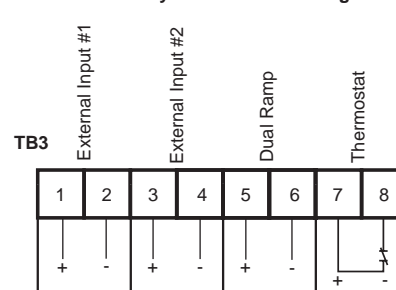 External Input #1
External Input #2
Dual Ramp
Thermostat
TB3
1 2 3 4 5 6 7 8
+ - + - + - + -